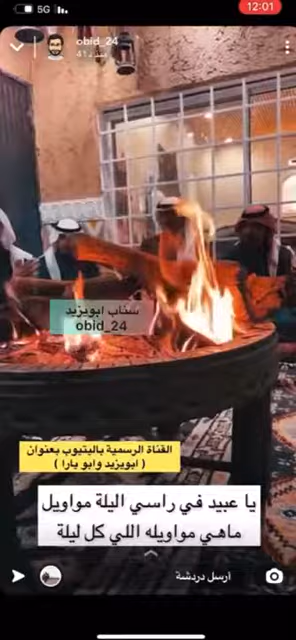 5G
12:01
obid_24
سناب ابويزيد
obid_24
القناة الرسمية باليتيوب بعنوان
( ابويزيد وابو يارا )
يا عبيد في راسي اليلة مواويل
ماهي مواويله اللي كل ليلة
أرسل دردشة